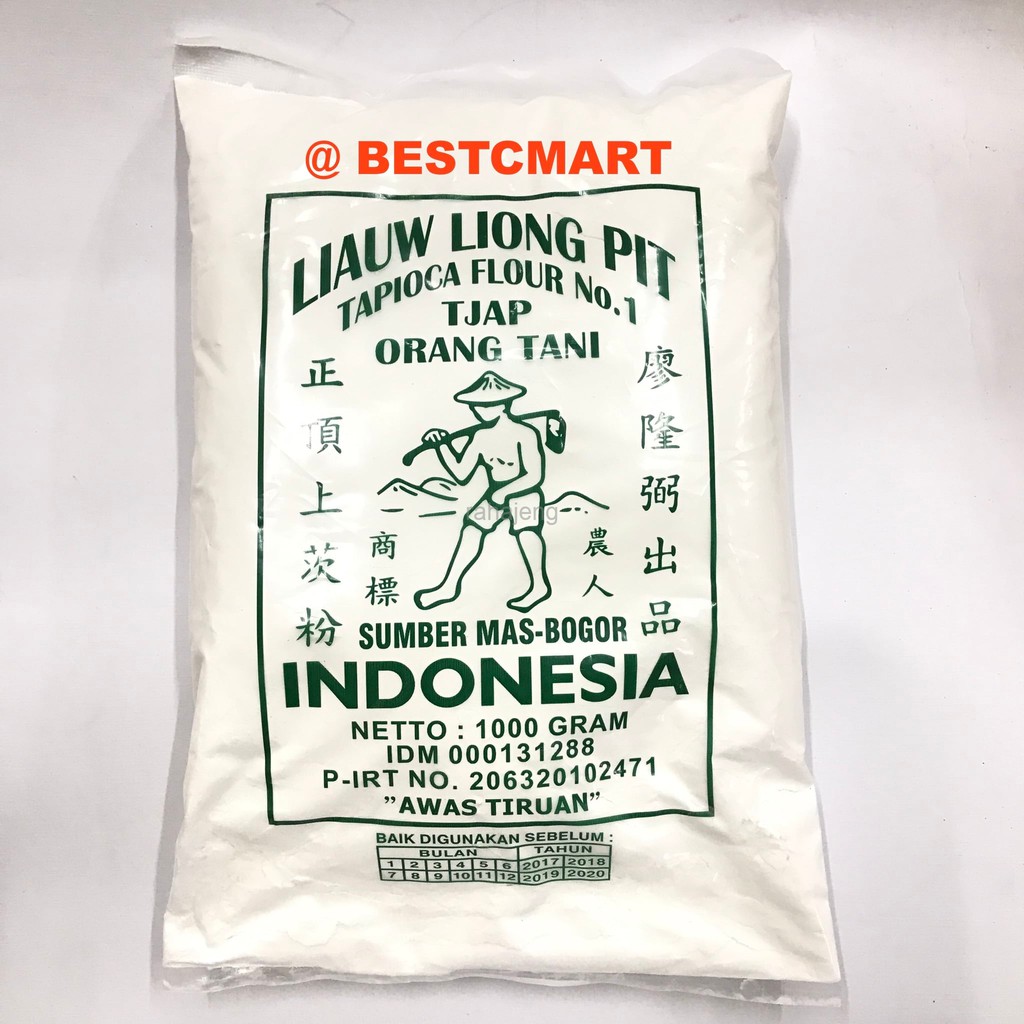 @ BESTCMART
LIAUW LIONG PIT
TAPIOCA FLOUR No.1
TJAP
ORANG TANI
廖隆弼出品
正頂上茨粉
農人
商標
rahajeng
SUMBER MAS-BOGOR
INDONESIA
NETTO : 1000 GRAM
IDM 000131288
P-IRT NO. 206320102471
"AWAS TIRUAN"
BAIK DIGUNAKAN SEBELUM :
BULAN TAHUN
1 2 3 4 5 6 2017 2018
7 8 9 10 11 12 2019 2020